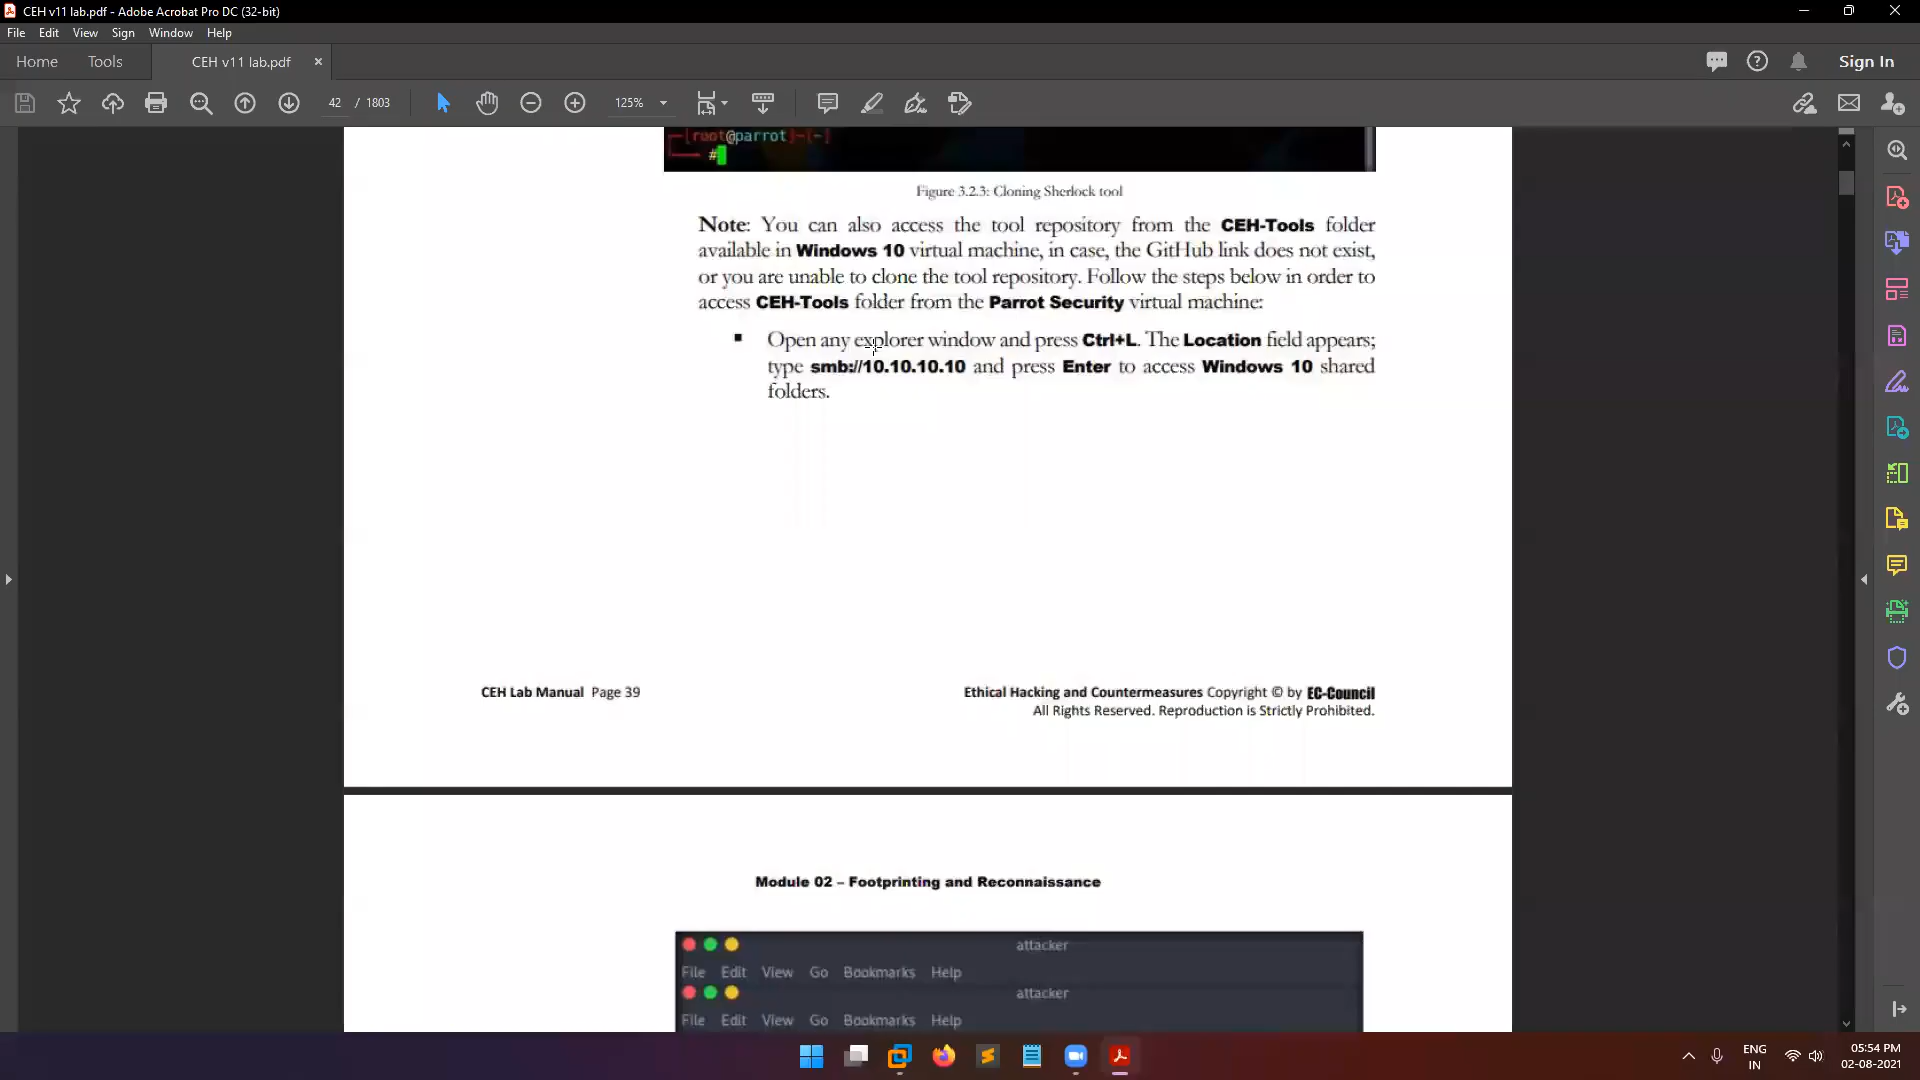 CEH v11 lab.pdf - Adobe Acrobat Pro DC (32-bit)
File Edit View Sign Window Help
Home Tools CEH v11 lab.pdf × Sign In
42 / 1803 125%
[root@parrot]-[~]
#
Figure 3.2.3: Cloning Sherlock tool
Note: You can also access the tool repository from the CEH-Tools folder
available in Windows 10 virtual machine, in case, the GitHub link does not exist,
or you are unable to clone the tool repository. Follow the steps below in order to
access CEH-Tools folder from the Parrot Security virtual machine:
▪ Open any explorer window and press Ctrl+L. The Location field appears;
type smb://10.10.10.10 and press Enter to access Windows 10 shared
folders.
CEH Lab Manual Page 39 Ethical Hacking and Countermeasures Copyright © by EC-Council
All Rights Reserved. Reproduction is Strictly Prohibited.
Module 02 – Footprinting and Reconnaissance
attacker
File Edit View Go Bookmarks Help
attacker
File Edit View Go Bookmarks Help
ENG 05:54 PM
IN 02-08-2021